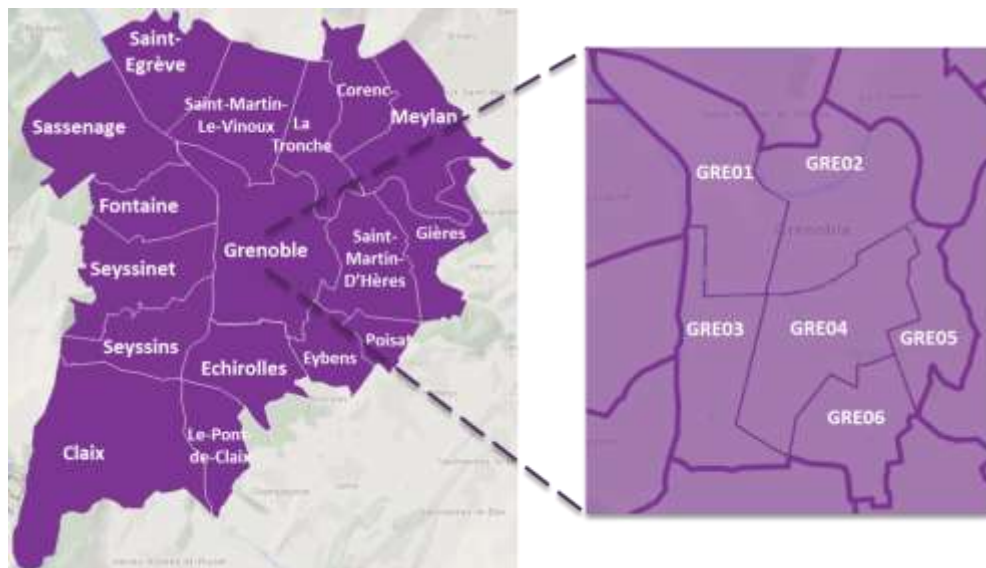 Saint-
Egrève
Saint-Martin-
Le-Vinoux
Corenc
Meylan
Sassenage
La
Tronche
Fontaine
Grenoble
Saint-
Martin-
D'Hères
Gières
Seyssinet
Seyssins
Echirolles
Eybens
Poisat
Claix
Le-Pont-
de-Claix
GRE01
GRE02
Grenoble
GRE03
GRE04
GRE05
GRE06